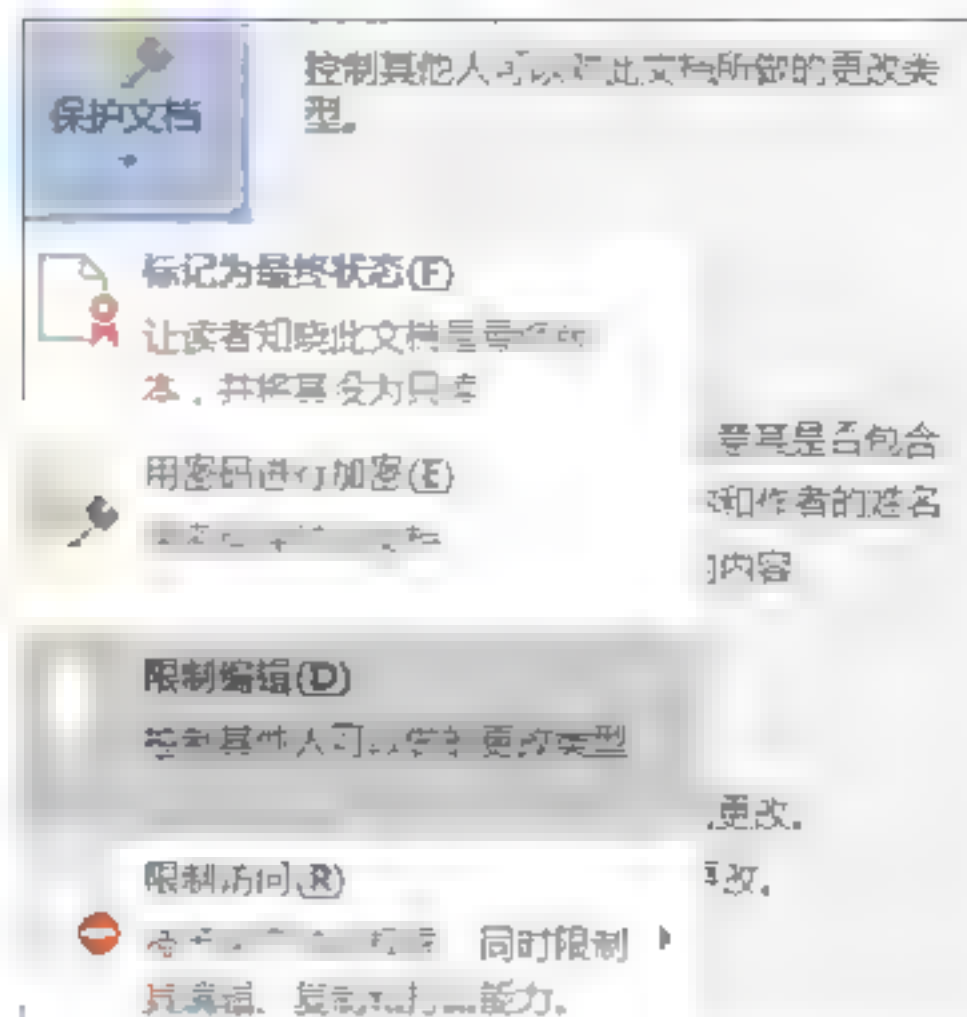 控制其他人可以对此文档所做的更改类
型。
保护文档
标记为最终状态(F)
让读者知晓此文档是最终版
本，并将其设为只读
用密码进行加密(E)
是否包含
和作者的姓名
内容
限制编辑(D)
控制其他人可以做的更改类型
更改。
改。
限制访问(R)
同时限制
其编辑、复制和打印能力。